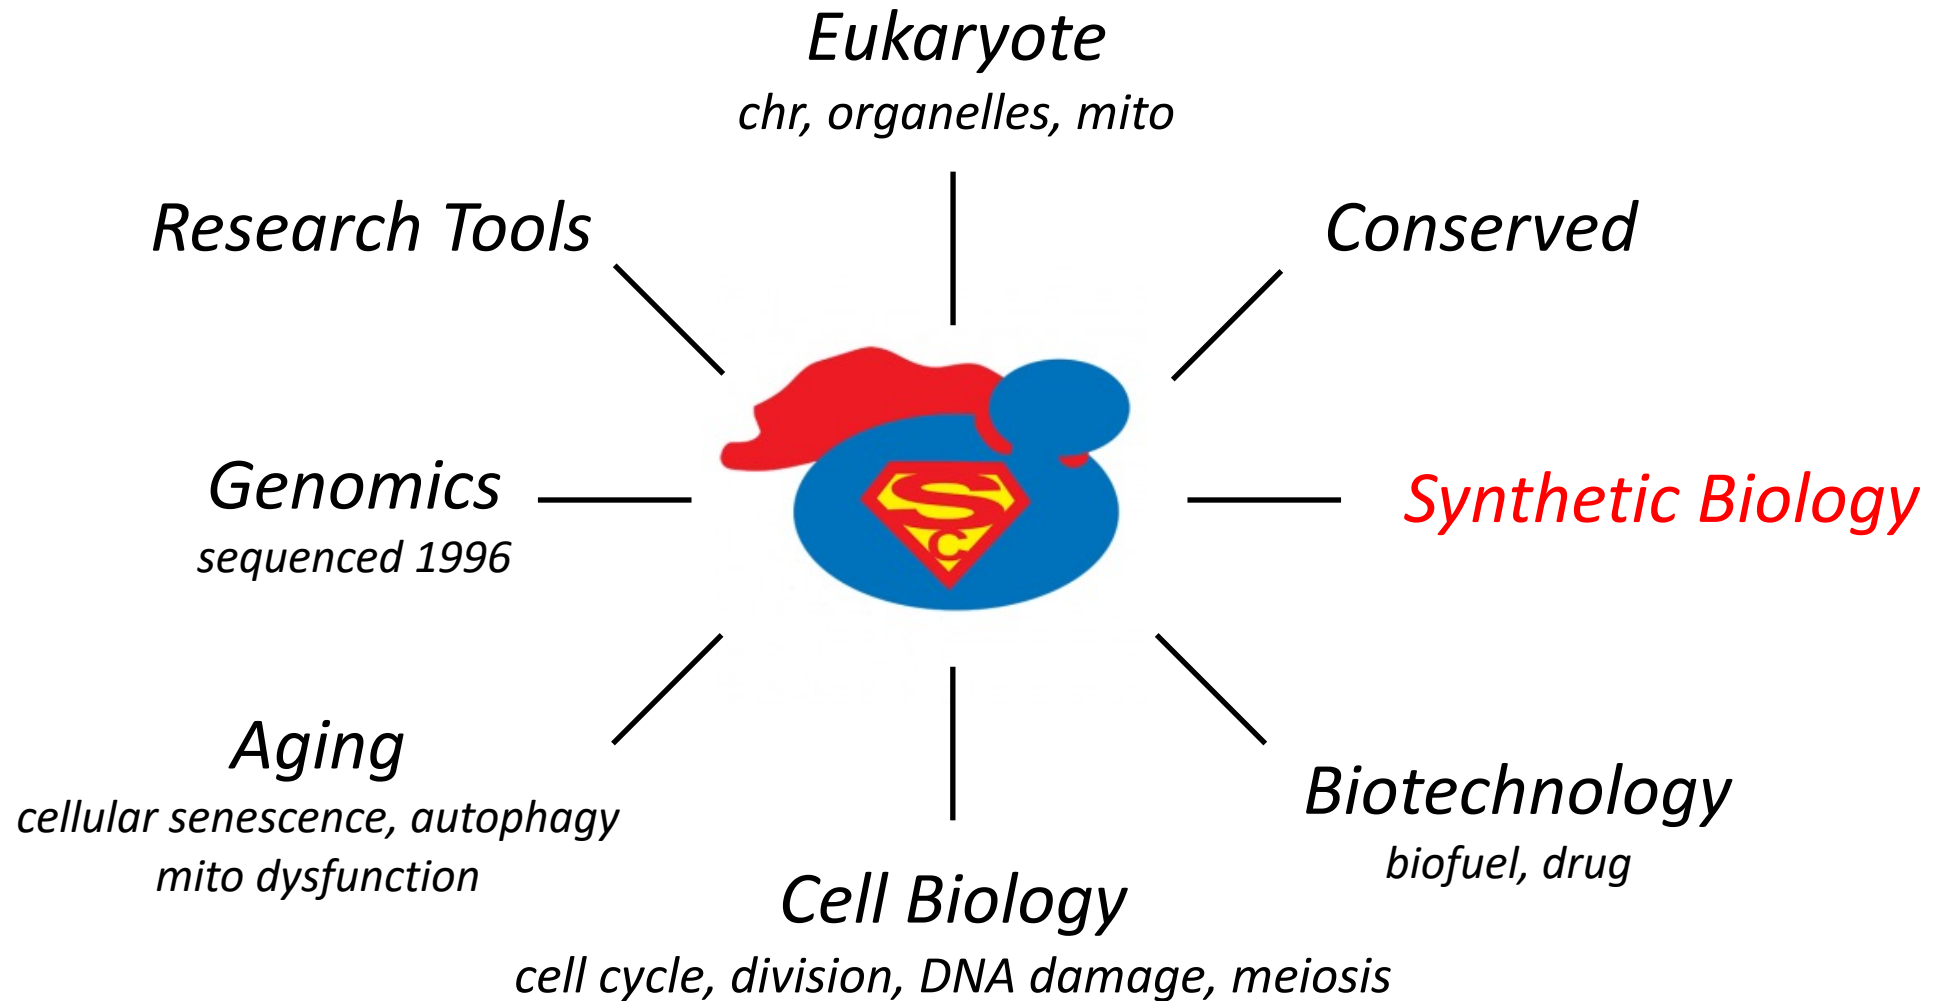 Eukaryote
chr, organelles, mito
Research Tools
Conserved
Genomics
sequenced 1996
S
C
Synthetic Biology
Aging
cellular senescence, autophagy
mito dysfunction
Biotechnology
biofuel, drug
Cell Biology
cell cycle, division, DNA damage, meiosis